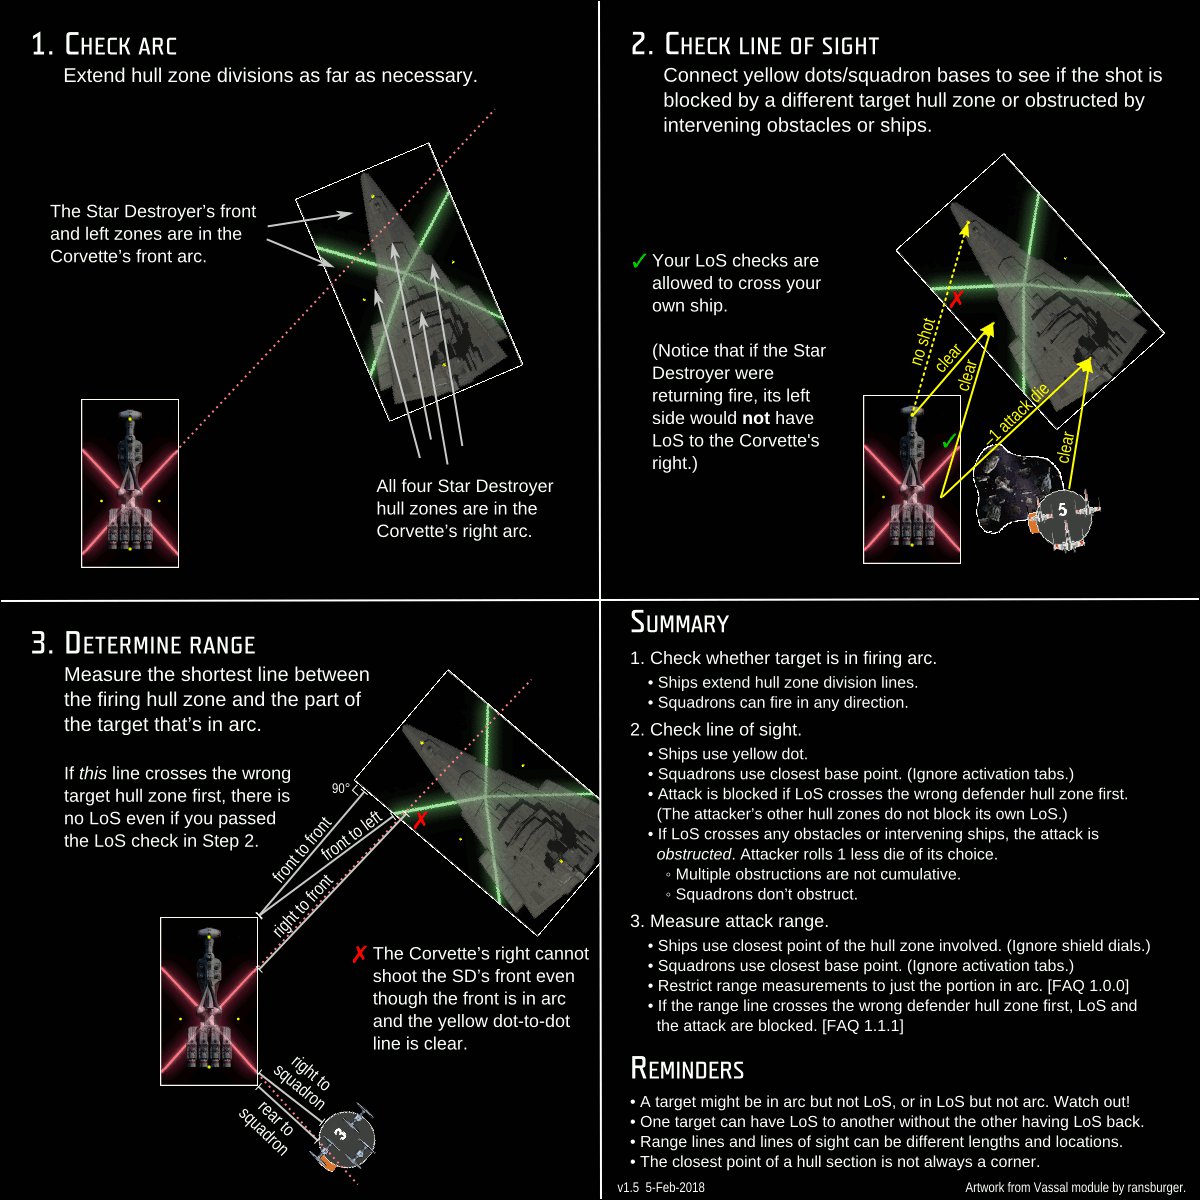 1. CHECK ARC
Extend hull zone divisions as far as necessary.
The Star Destroyer’s front
and left zones are in the
Corvette’s front arc.
All four Star Destroyer
hull zones are in the
Corvette’s right arc.
2. CHECK LINE OF SIGHT
Connect yellow dots/squadron bases to see if the shot is
blocked by a different target hull zone or obstructed by
intervening obstacles or ships.
✓ Your LoS checks are
allowed to cross your
own ship.
(Notice that if the Star
Destroyer were
returning fire, its left
side would not have
LoS to the Corvette’s
right.)
✗
no shot
clear
clear
✓
−1 attack die
clear
5
3. DETERMINE RANGE
Measure the shortest line between
the firing hull zone and the part of
the target that’s in arc.
If this line crosses the wrong
target hull zone first, there is
no LoS even if you passed
the LoS check in Step 2.
90°
✗
front to front
front to left
right to front
✗ The Corvette’s right cannot
shoot the SD’s front even
though the front is in arc
and the yellow dot-to-dot
line is clear.
right to
squadron
rear to
squadron
3
SUMMARY
1. Check whether target is in firing arc.
• Ships extend hull zone division lines.
• Squadrons can fire in any direction.
2. Check line of sight.
• Ships use yellow dot.
• Squadrons use closest base point. (Ignore activation tabs.)
• Attack is blocked if LoS crosses the wrong defender hull zone first.
(The attacker’s other hull zones do not block its own LoS.)
• If LoS crosses any obstacles or intervening ships, the attack is
obstructed. Attacker rolls 1 less die of its choice.
◦ Multiple obstructions are not cumulative.
◦ Squadrons don’t obstruct.
3. Measure attack range.
• Ships use closest point of the hull zone involved. (Ignore shield dials.)
• Squadrons use closest base point. (Ignore activation tabs.)
• Restrict range measurements to just the portion in arc. [FAQ 1.0.0]
• If the range line crosses the wrong defender hull zone first, LoS and
the attack are blocked. [FAQ 1.1.1]
REMINDERS
• A target might be in arc but not LoS, or in LoS but not arc. Watch out!
• One target can have LoS to another without the other having LoS back.
• Range lines and lines of sight can be different lengths and locations.
• The closest point of a hull section is not always a corner.
v1.5 5-Feb-2018
Artwork from Vassal module by ransburger.